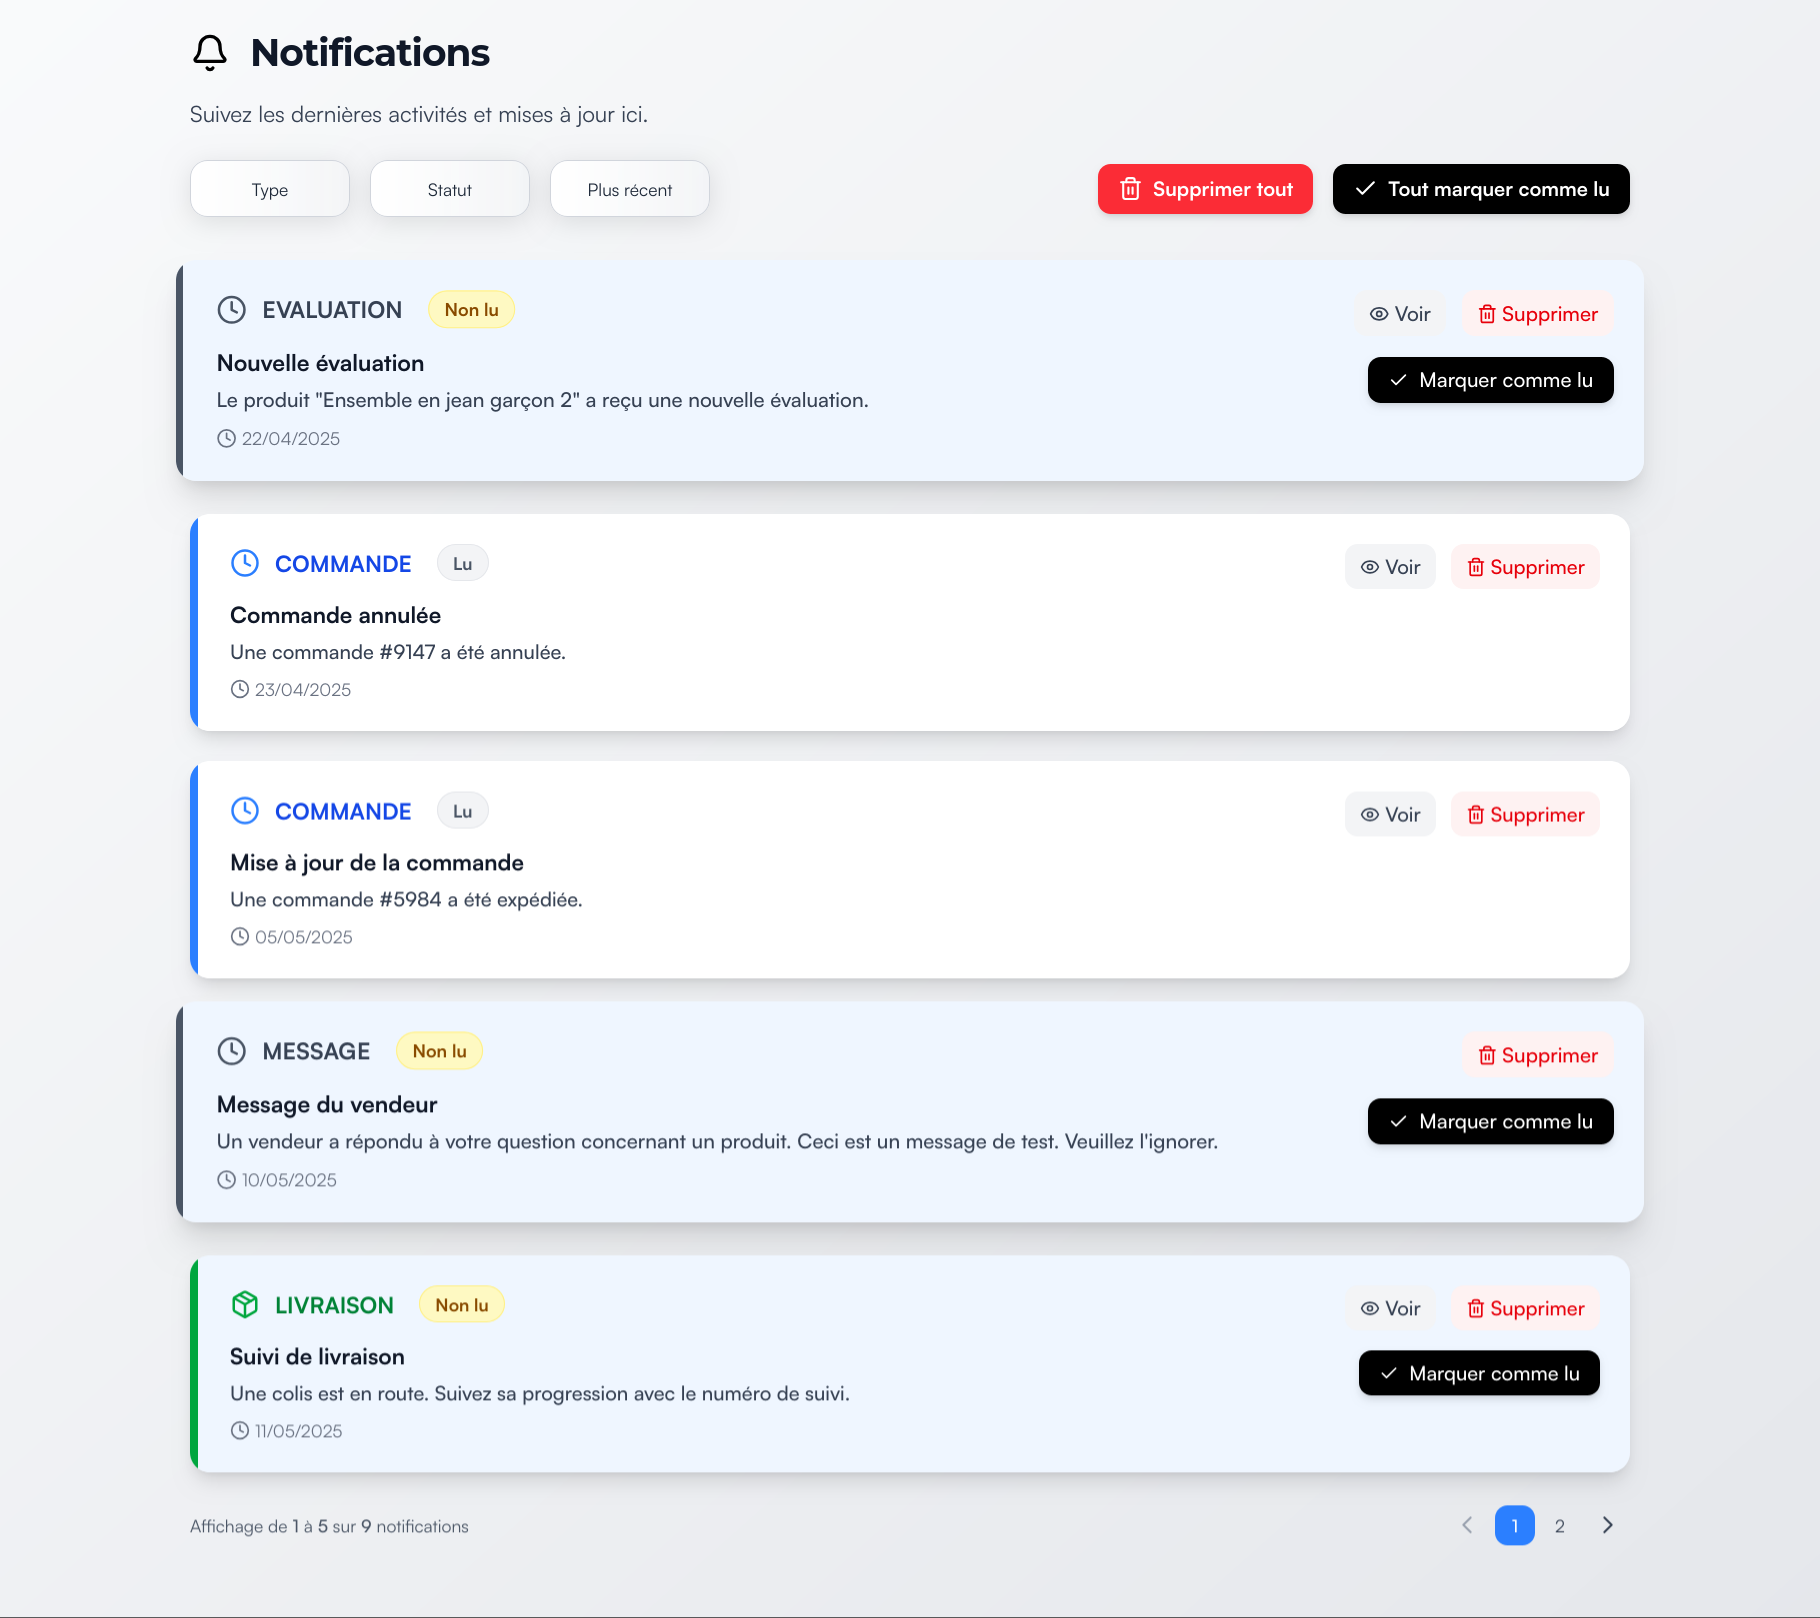 Notifications
Suivez les dernières activités et mises à jour ici.
Type
Statut
Plus récent
Supprimer tout
Tout marquer comme lu
EVALUATION
Non lu
Voir
Supprimer
Nouvelle évaluation
Marquer comme lu
Le produit "Ensemble en jean garçon 2" a reçu une nouvelle évaluation.
22/04/2025
COMMANDE
Lu
Voir
Supprimer
Commande annulée
Une commande #9147 a été annulée.
23/04/2025
COMMANDE
Lu
Voir
Supprimer
Mise à jour de la commande
Une commande #5984 a été expédiée.
05/05/2025
MESSAGE
Non lu
Supprimer
Message du vendeur
Marquer comme lu
Un vendeur a répondu à votre question concernant un produit. Ceci est un message de test. Veuillez l'ignorer.
10/05/2025
LIVRAISON
Non lu
Voir
Supprimer
Suivi de livraison
Marquer comme lu
Une colis est en route. Suivez sa progression avec le numéro de suivi.
11/05/2025
Affichage de 1 à 5 sur 9 notifications
1
2